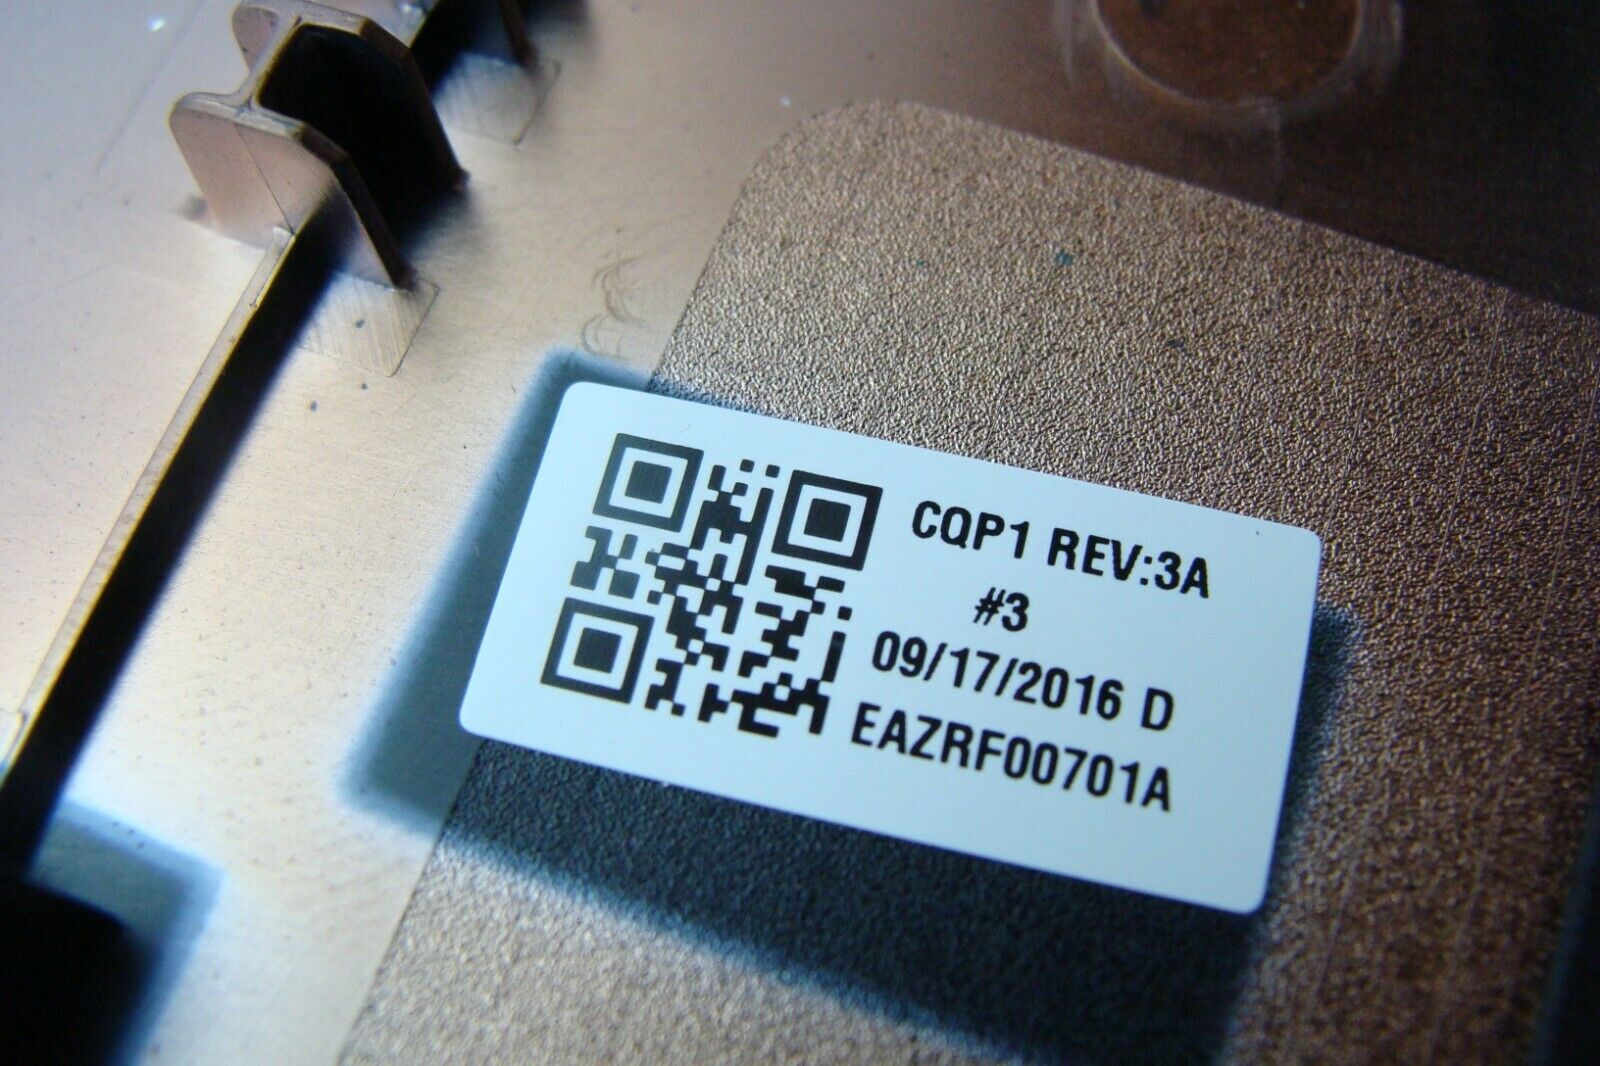 CQP1 REV:3A
#3
09/17/2016 D
EAZRF00701A